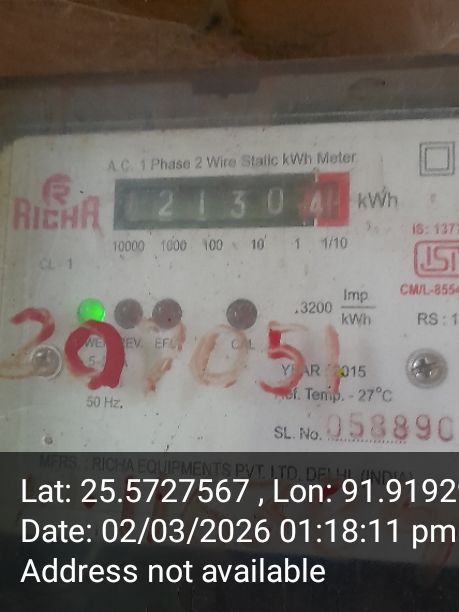 A.C. 1 Phase 2 Wire Static kWh Meter
RICHA
12130 4 kWh
10000 1000 100 10 1 1/10
IS: 1377
CL - 1
ISI
CM/L-8554
.3200 Imp/kWh
RS : 1
EFL CAL
YEAR : 2015
Ref. Temp. - 27°C
50 Hz.
SL. No. 058890
MFRS. : RICHA EQUIPMENTS PVT. LTD. DELHI. (INDIA)
Lat: 25.5727567 , Lon: 91.9192
Date: 02/03/2026 01:18:11 pm
Address not available